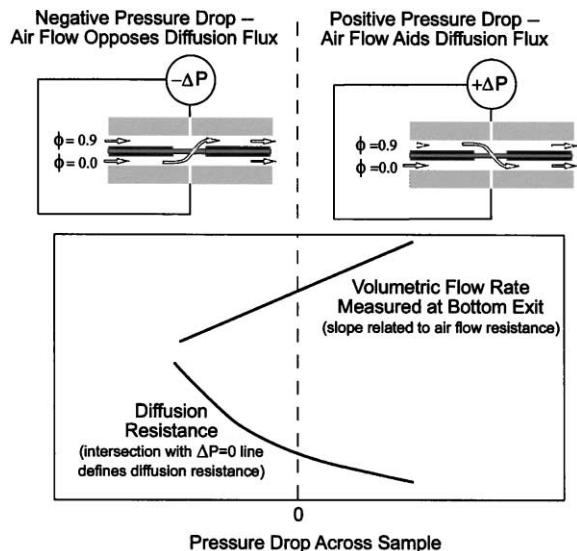 Negative Pressure Drop –
Air Flow Opposes Diffusion Flux
Positive Pressure Drop –
Air Flow Aids Diffusion Flux
−ΔP
+ΔP
ϕ = 0.9
ϕ = 0.0
ϕ = 0.9
ϕ =0.0
Volumetric Flow Rate
Measured at Bottom Exit
(slope related to air flow resistance)
Diffusion
Resistance
(intersection with ΔP=0 line
defines diffusion resistance)
0
Pressure Drop Across Sample